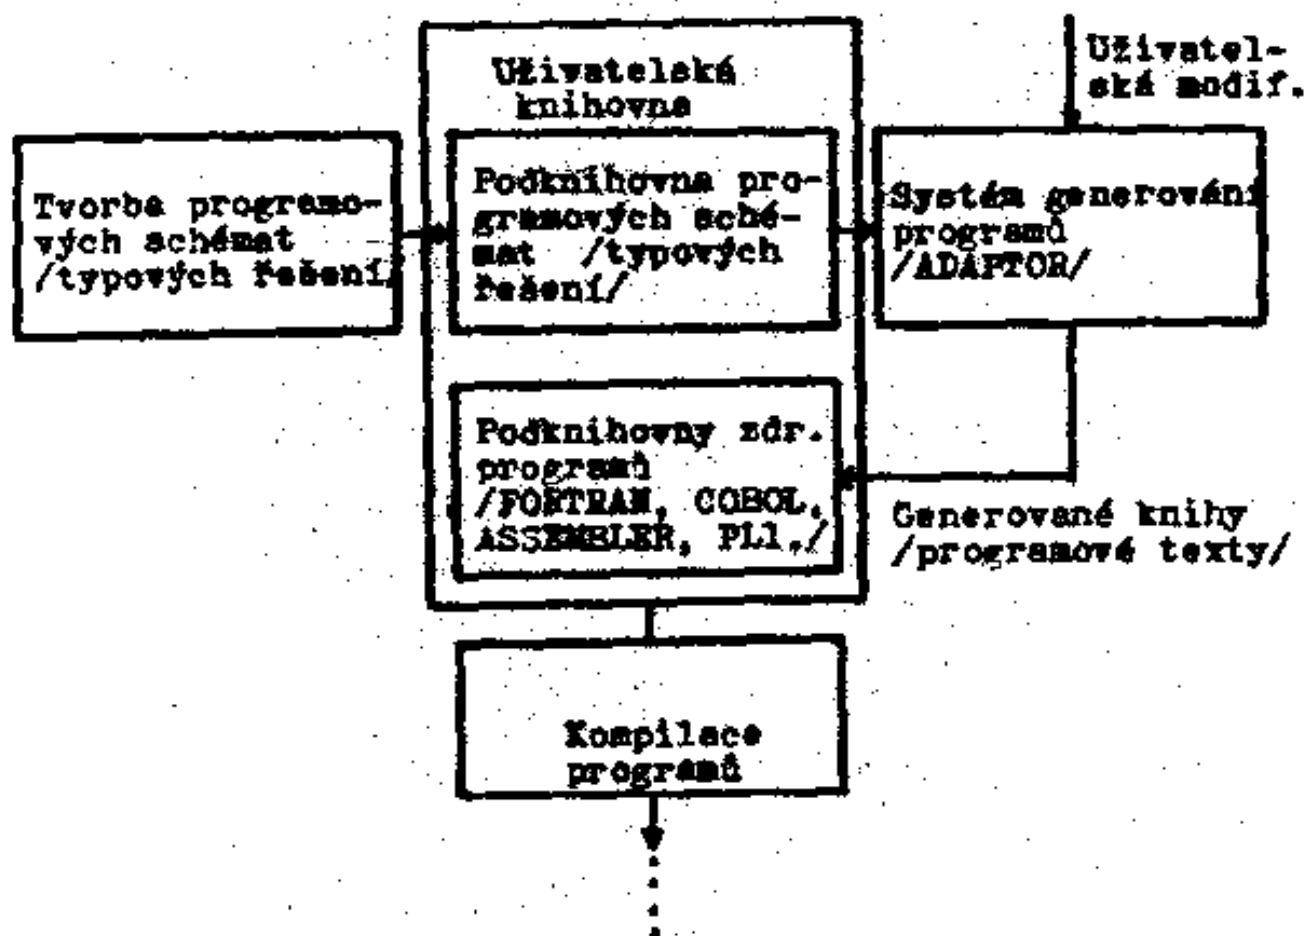 Uživatelská
knihovna
Uživatel-
ská modif.
Tvorba programo-
vých schémat
/typových řešení/
Podknihovna pro-
gramových sché-
mat /typových
řešení/
Systém generování
programů
/ADAPTOR/
Podknihovny zdr.
programů
/FORTRAN, COBOL,
ASSEMBLER, PL1./
Generované knihy
/programové texty/
Kompilace
programů